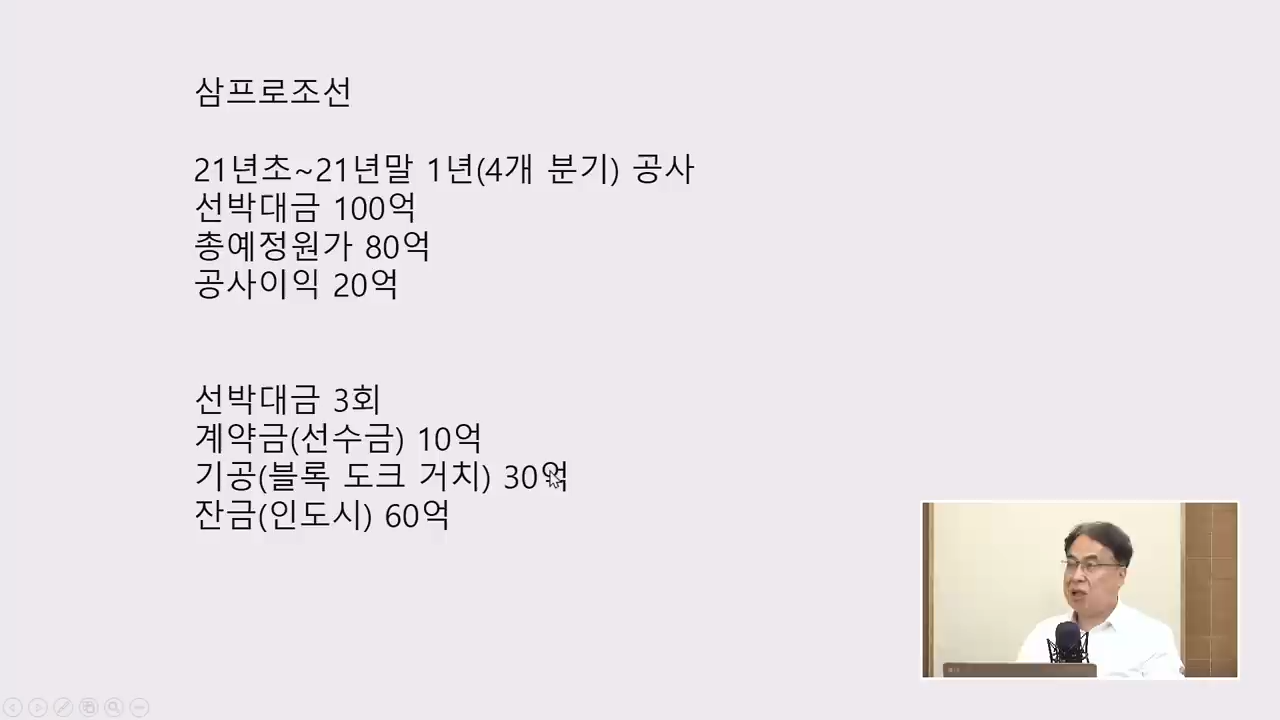 삼프로조선
21년초~21년말 1년(4개 분기) 공사
선박대금 100억
총예정원가 80억
공사이익 20억
선박대금 3회
계약금(선수금) 10억
기공(블록 도크 거치) 30억
잔금(인도시) 60억